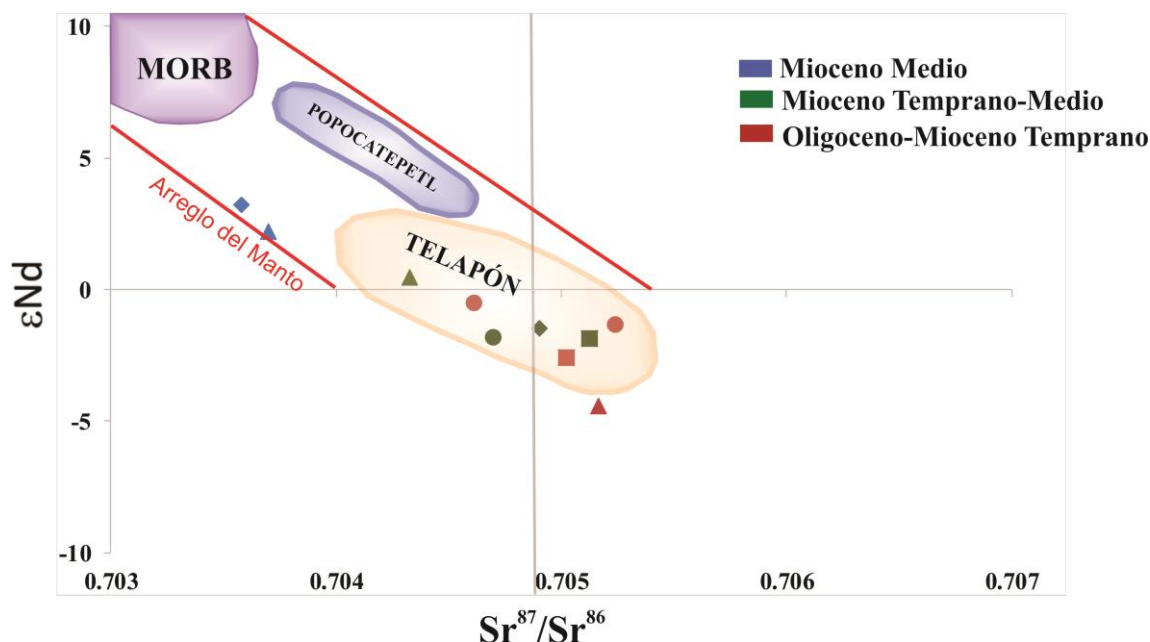 10
MORB
Mioceno Medio
Mioceno Temprano-Medio
Oligoceno-Mioceno Temprano
POPOCATEPETL
5
Arreglo del Manto
TELAPÓN
εNd
0
-5
-10
0.703
0.704
0.705
0.706
0.707
Sr⁸⁷/Sr⁸⁶